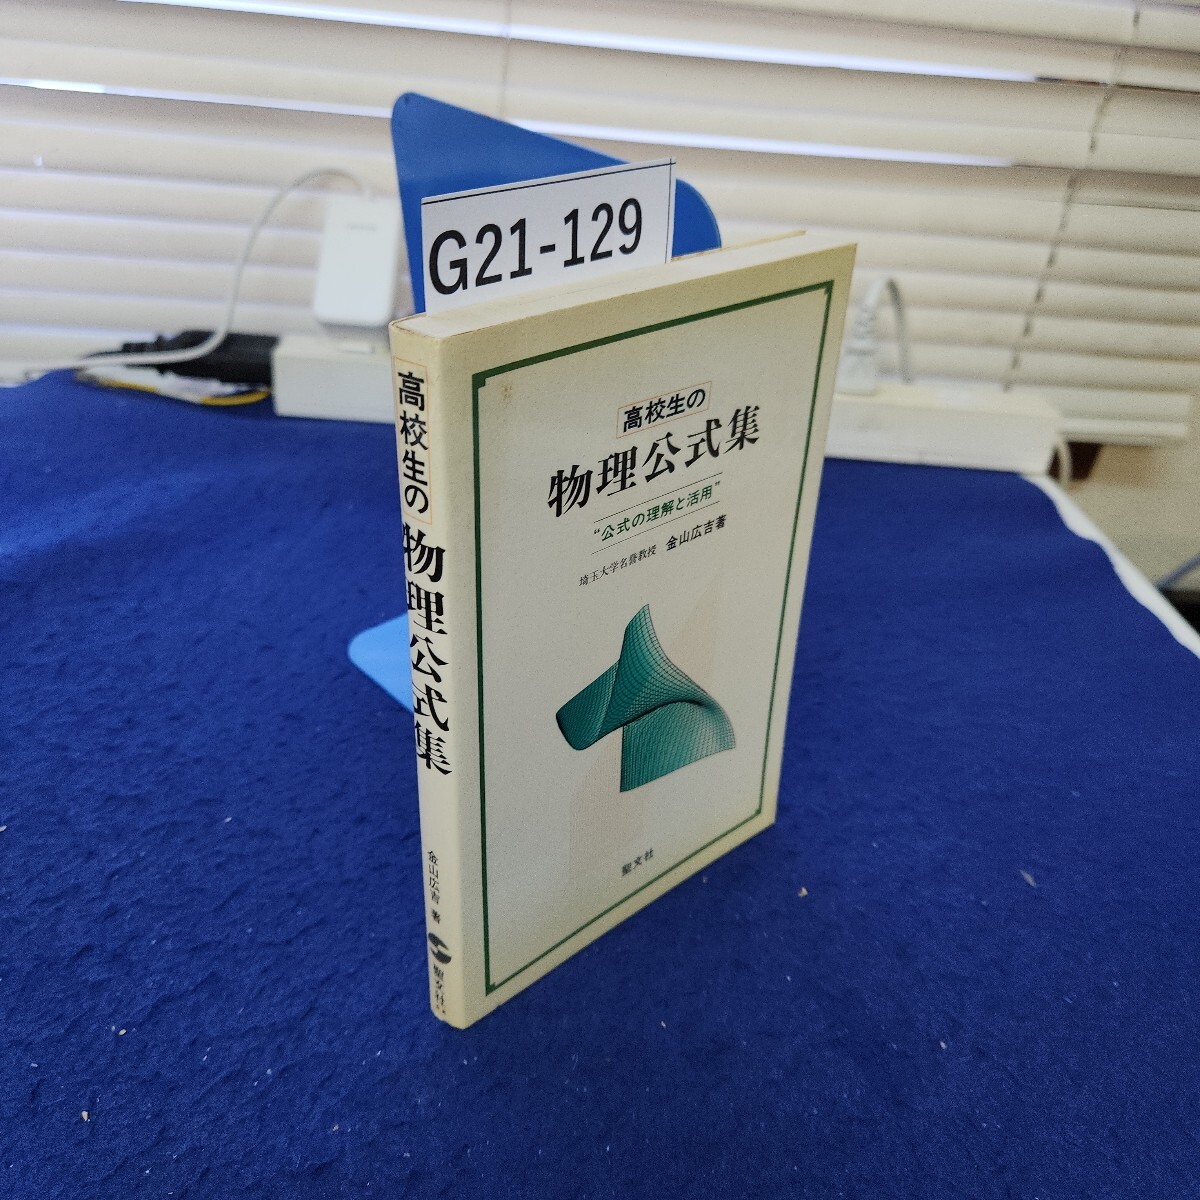 G21-129
高校生の
物理公式集
“公式の理解と活用”
埼玉大学名誉教授 金山広吉著
聖文社
高校生の
物理公式集
金山広吉 著
聖文社